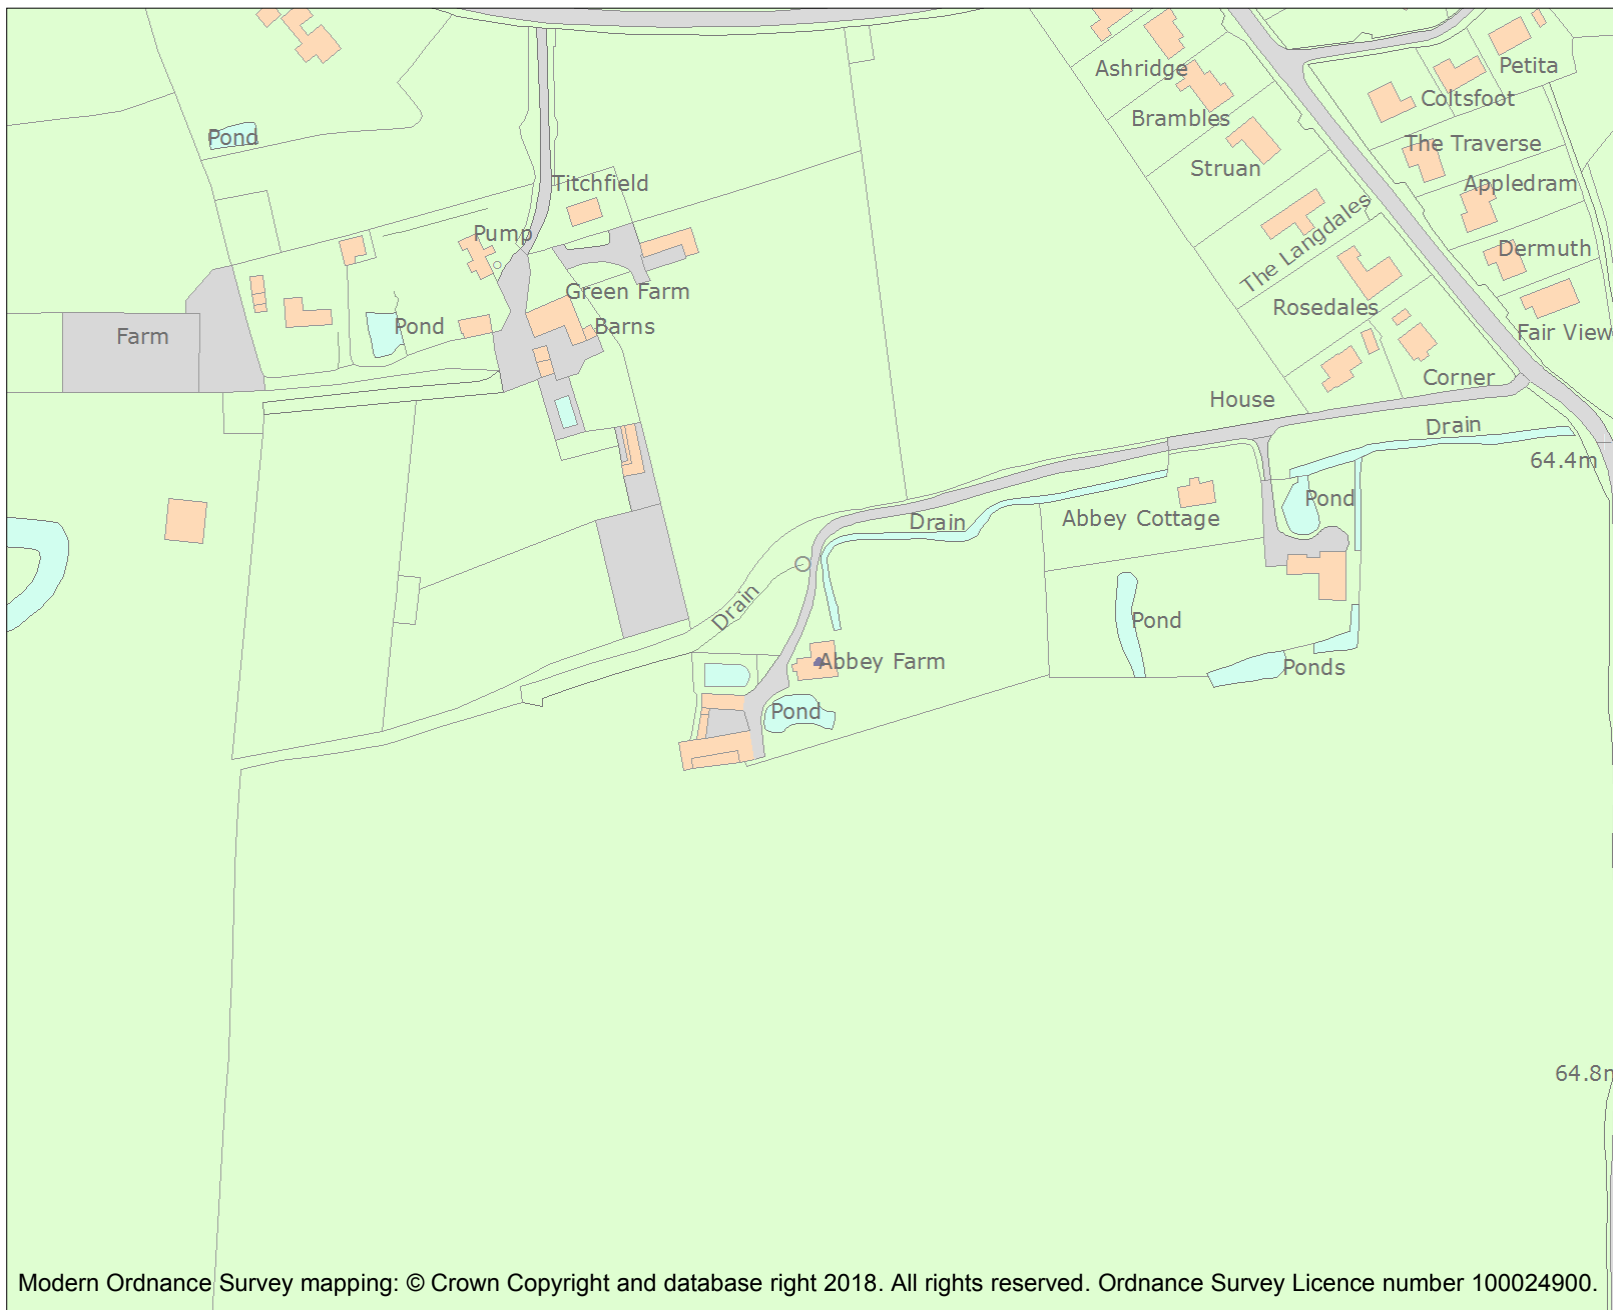 Petita
Ashridge
Coltsfoot
Brambles
Pond
The Traverse
Struan
Titchfield
Appledram
The Langdales
Pump
Dermuth
Green Farm
Rosedales
Farm
Pond
Barns
Fair View
Corner
House
Drain
64.4m
Pond
Abbey Cottage
Drain
Drain
Pond
Abbey Farm
Ponds
Pond
64.8m
Modern Ordnance Survey mapping: © Crown Copyright and database right 2018. All rights reserved. Ordnance Survey Licence number 100024900.